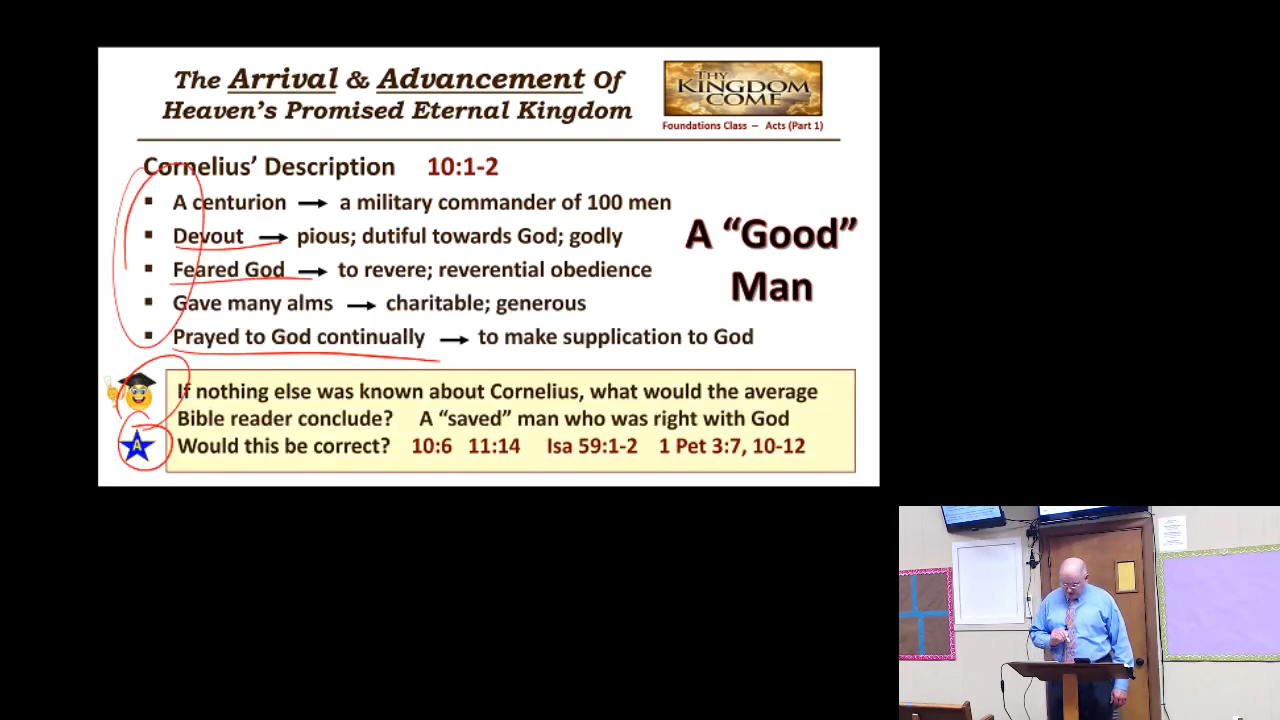 The Arrival & Advancement Of
Heaven's Promised Eternal Kingdom
THY
KINGDOM
COME
Foundations Class – Acts (Part 1)
Cornelius' Description 10:1-2
▪ A centurion → a military commander of 100 men
▪ Devout → pious; dutiful towards God; godly
▪ Feared God → to revere; reverential obedience
▪ Gave many alms → charitable; generous
▪ Prayed to God continually → to make supplication to God
A "Good"
Man
If nothing else was known about Cornelius, what would the average
Bible reader conclude? A "saved" man who was right with God
A
Would this be correct? 10:6 11:14 Isa 59:1-2 1 Pet 3:7, 10-12